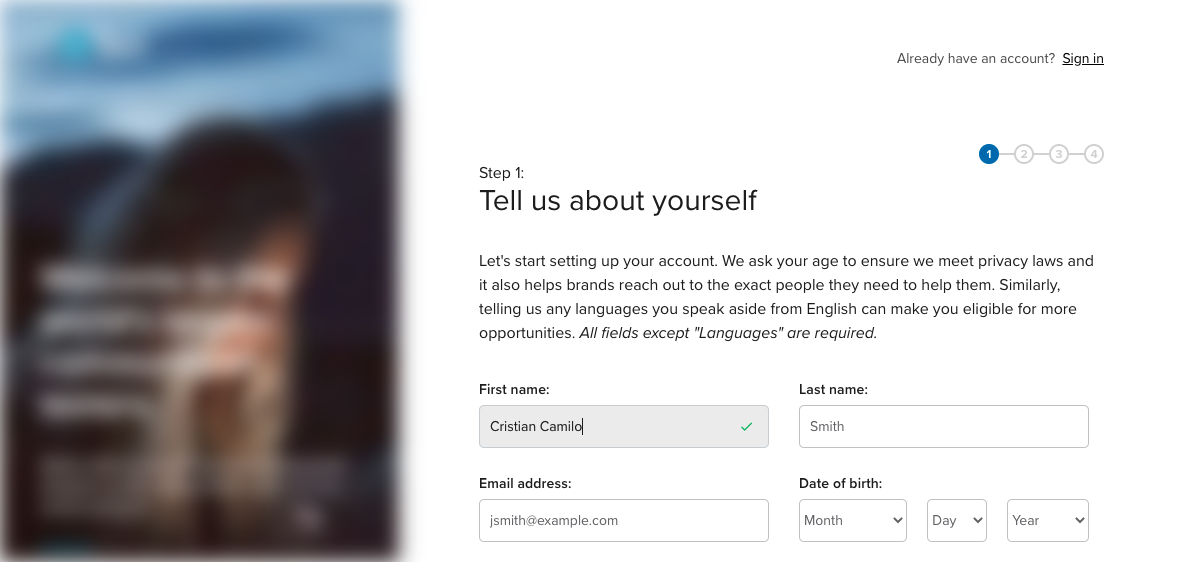 Already have an account? Sign in
1 2 3 4
Step 1:
Tell us about yourself
Let's start setting up your account. We ask your age to ensure we meet privacy laws and
it also helps brands reach out to the exact people they need to help them. Similarly,
telling us any languages you speak aside from English can make you eligible for more
opportunities. All fields except "Languages" are required.
First name: Last name:
Cristian Camilo Smith
Email address: Date of birth:
jsmith@example.com Month Day Year